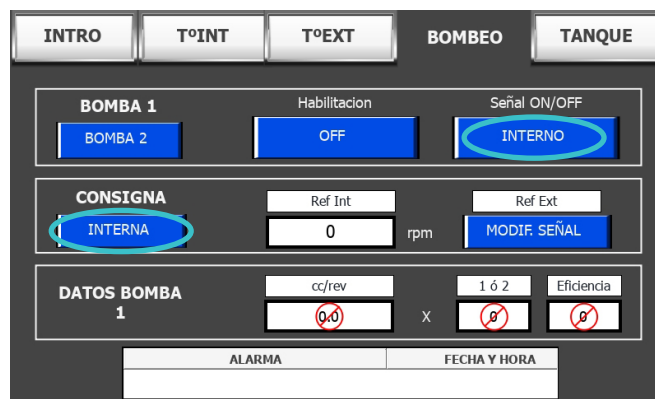 INTRO TºINT TºEXT BOMBEO TANQUE
BOMBA 1 Habilitacion Señal ON/OFF
BOMBA 2 OFF INTERNO
CONSIGNA Ref Int Ref Ext
INTERNA 0 rpm MODIF. SEÑAL
DATOS BOMBA 1 cc/rev 1 ó 2 Eficiencia
0.0 X 0 0
ALARMA FECHA Y HORA